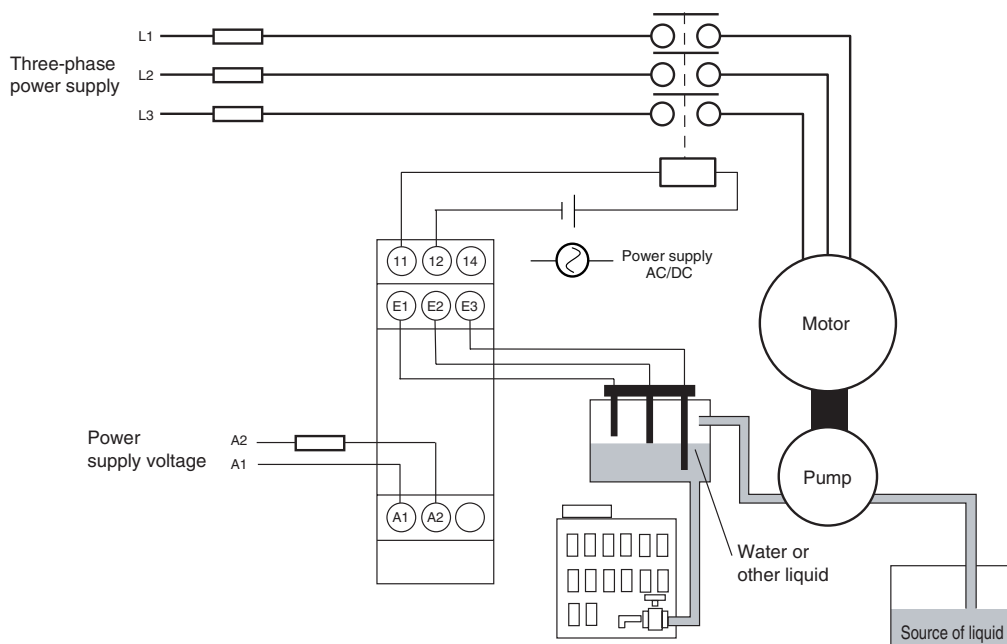 L1
Three-phase
power supply
L2
L3
11
12
14
Power supply
AC/DC
E1
E2
E3
Motor
Power
supply voltage
A2
A1
Pump
A1
A2
Water or
other liquid
Source of liquid